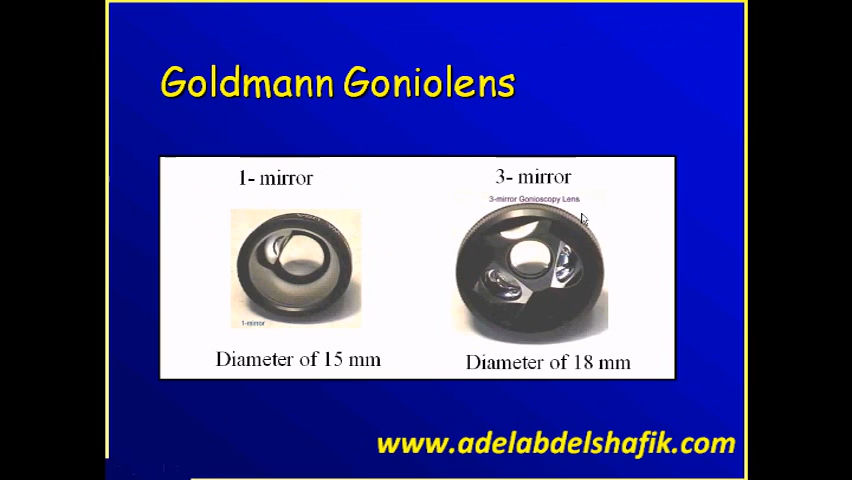 Goldmann Goniolens
1- mirror
3- mirror
3-mirror Gonioscopy Lens
1-mirror
Diameter of 15 mm
Diameter of 18 mm
www.adelabdelshafik.com